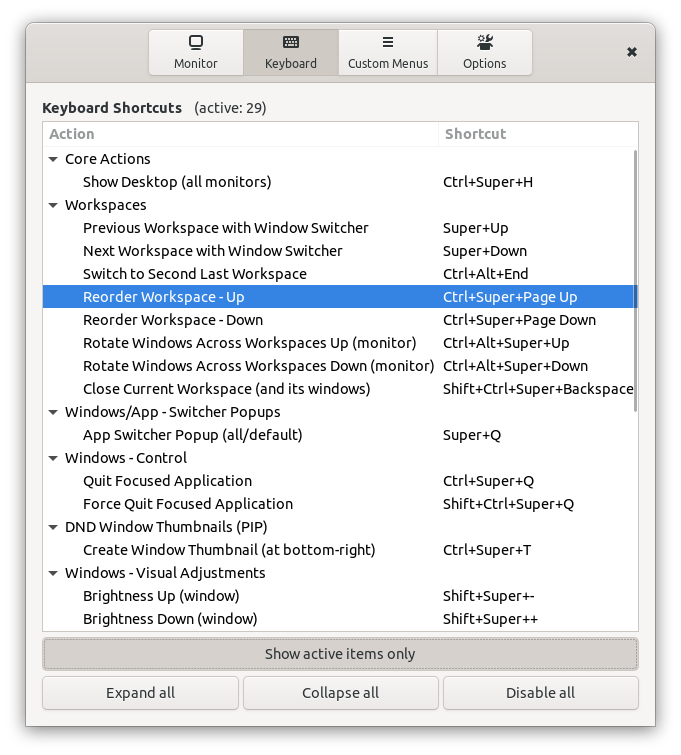 Monitor Keyboard Custom Menus Options
Keyboard Shortcuts (active: 29)
Action Shortcut
Core Actions
Show Desktop (all monitors) Ctrl+Super+H
Workspaces
Previous Workspace with Window Switcher Super+Up
Next Workspace with Window Switcher Super+Down
Switch to Second Last Workspace Ctrl+Alt+End
Reorder Workspace - Up Ctrl+Super+Page Up
Reorder Workspace - Down Ctrl+Super+Page Down
Rotate Windows Across Workspaces Up (monitor) Ctrl+Alt+Super+Up
Rotate Windows Across Workspaces Down (monitor) Ctrl+Alt+Super+Down
Close Current Workspace (and its windows) Shift+Ctrl+Super+Backspace
Windows/App - Switcher Popups
App Switcher Popup (all/default) Super+Q
Windows - Control
Quit Focused Application Ctrl+Super+Q
Force Quit Focused Application Shift+Ctrl+Super+Q
DND Window Thumbnails (PIP)
Create Window Thumbnail (at bottom-right) Ctrl+Super+T
Windows - Visual Adjustments
Brightness Up (window) Shift+Super+-
Brightness Down (window) Shift+Super++
Show active items only
Expand all Collapse all Disable all